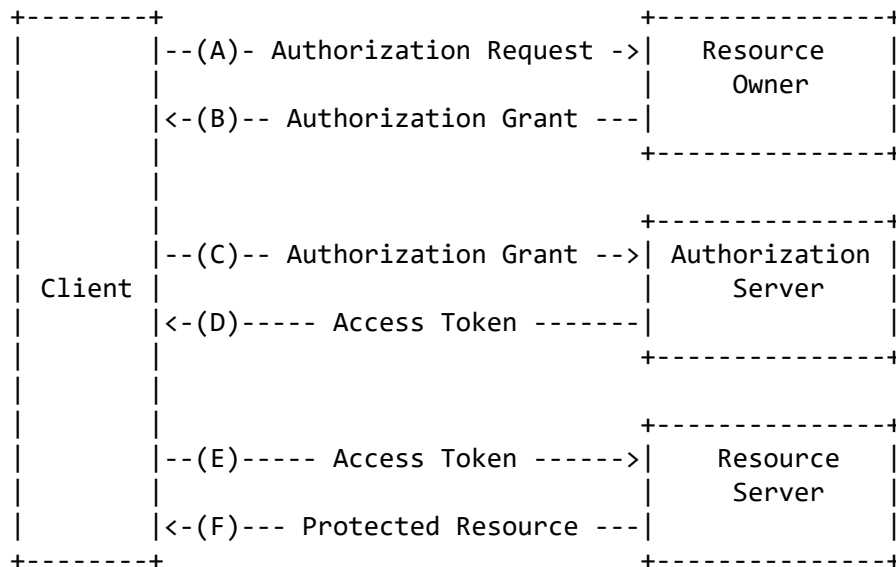 --(A)- Authorization Request ->
Resource
Owner
<-(B)-- Authorization Grant ---
--(C)-- Authorization Grant -->
Authorization
Client
Server
<-(D)----- Access Token -------
--(E)----- Access Token ------>
Resource
Server
<-(F)--- Protected Resource ---